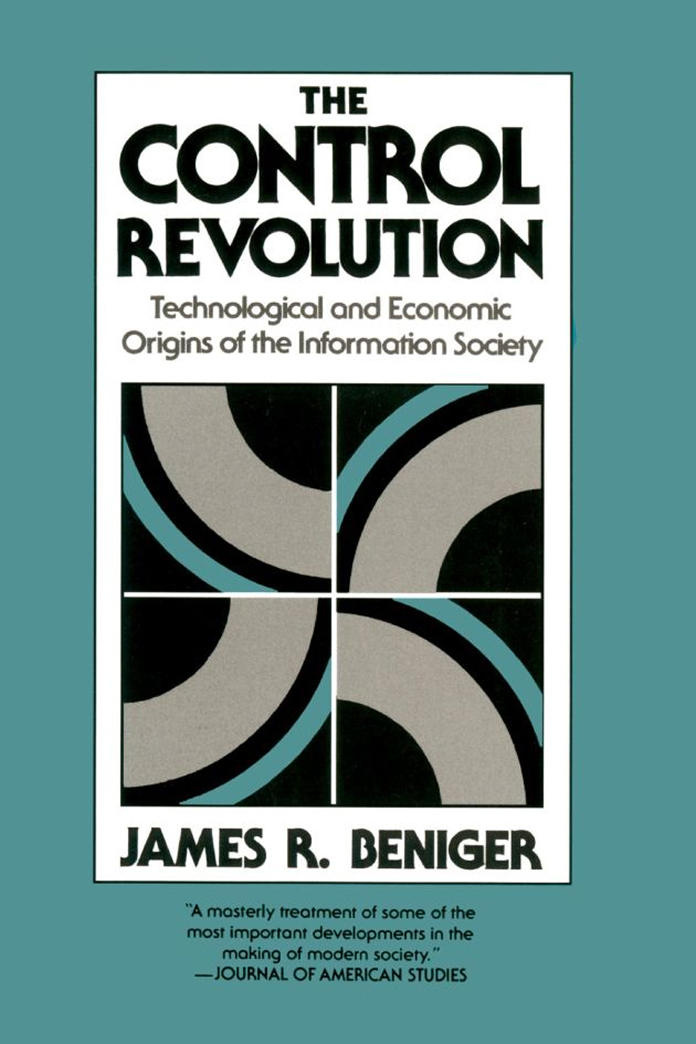 THE
CONTROL
REVOLUTION
Technological and Economic
Origins of the Information Society
JAMES R. BENIGER
"A masterly treatment of some of the
most important developments in the
making of modern society."
—JOURNAL OF AMERICAN STUDIES